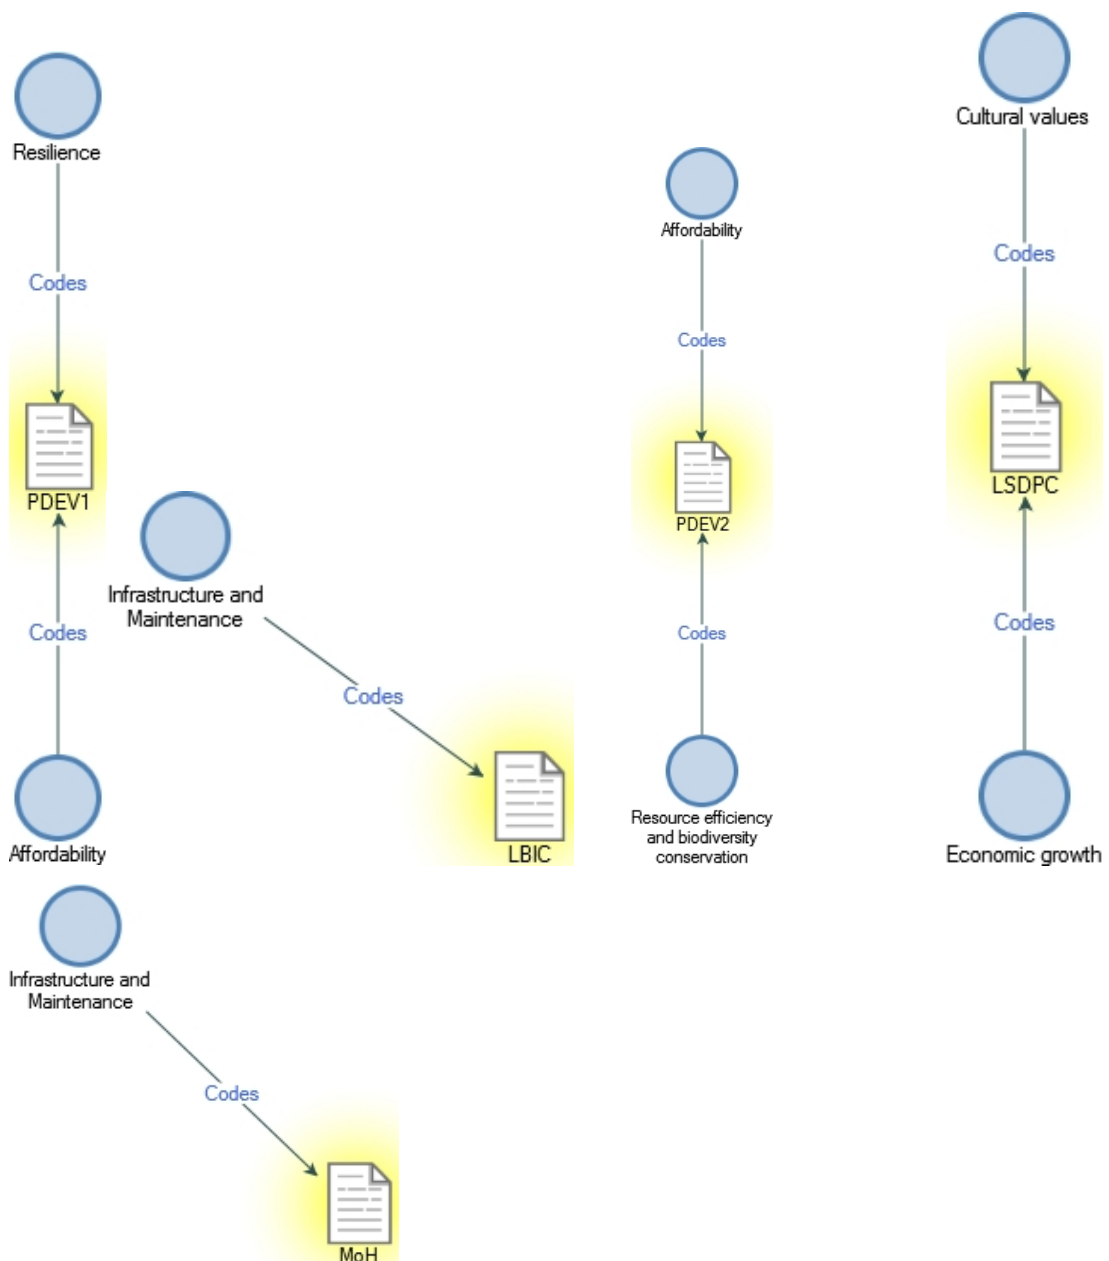 Resilience
Codes
PDEV1
Codes
Affordability
Infrastructure and
Maintenance
Codes
LBIC
Affordability
Codes
PDEV2
Codes
Resource efficiency
and biodiversity
conservation
Cultural values
Codes
LSDPC
Codes
Economic growth
Infrastructure and
Maintenance
Codes
MoH